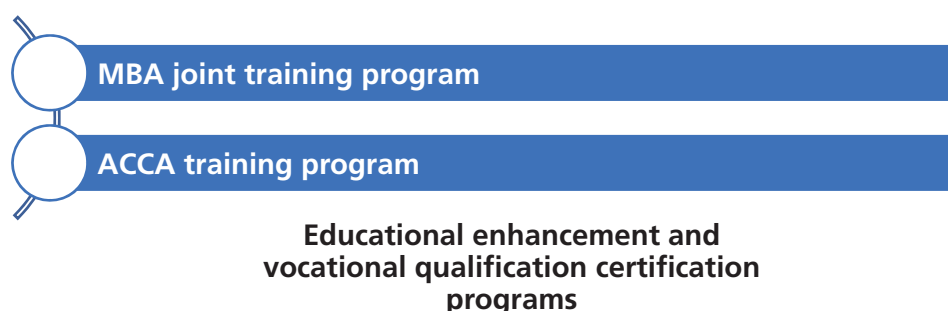 MBA joint training program
ACCA training program
Educational enhancement and
vocational qualification certification
programs